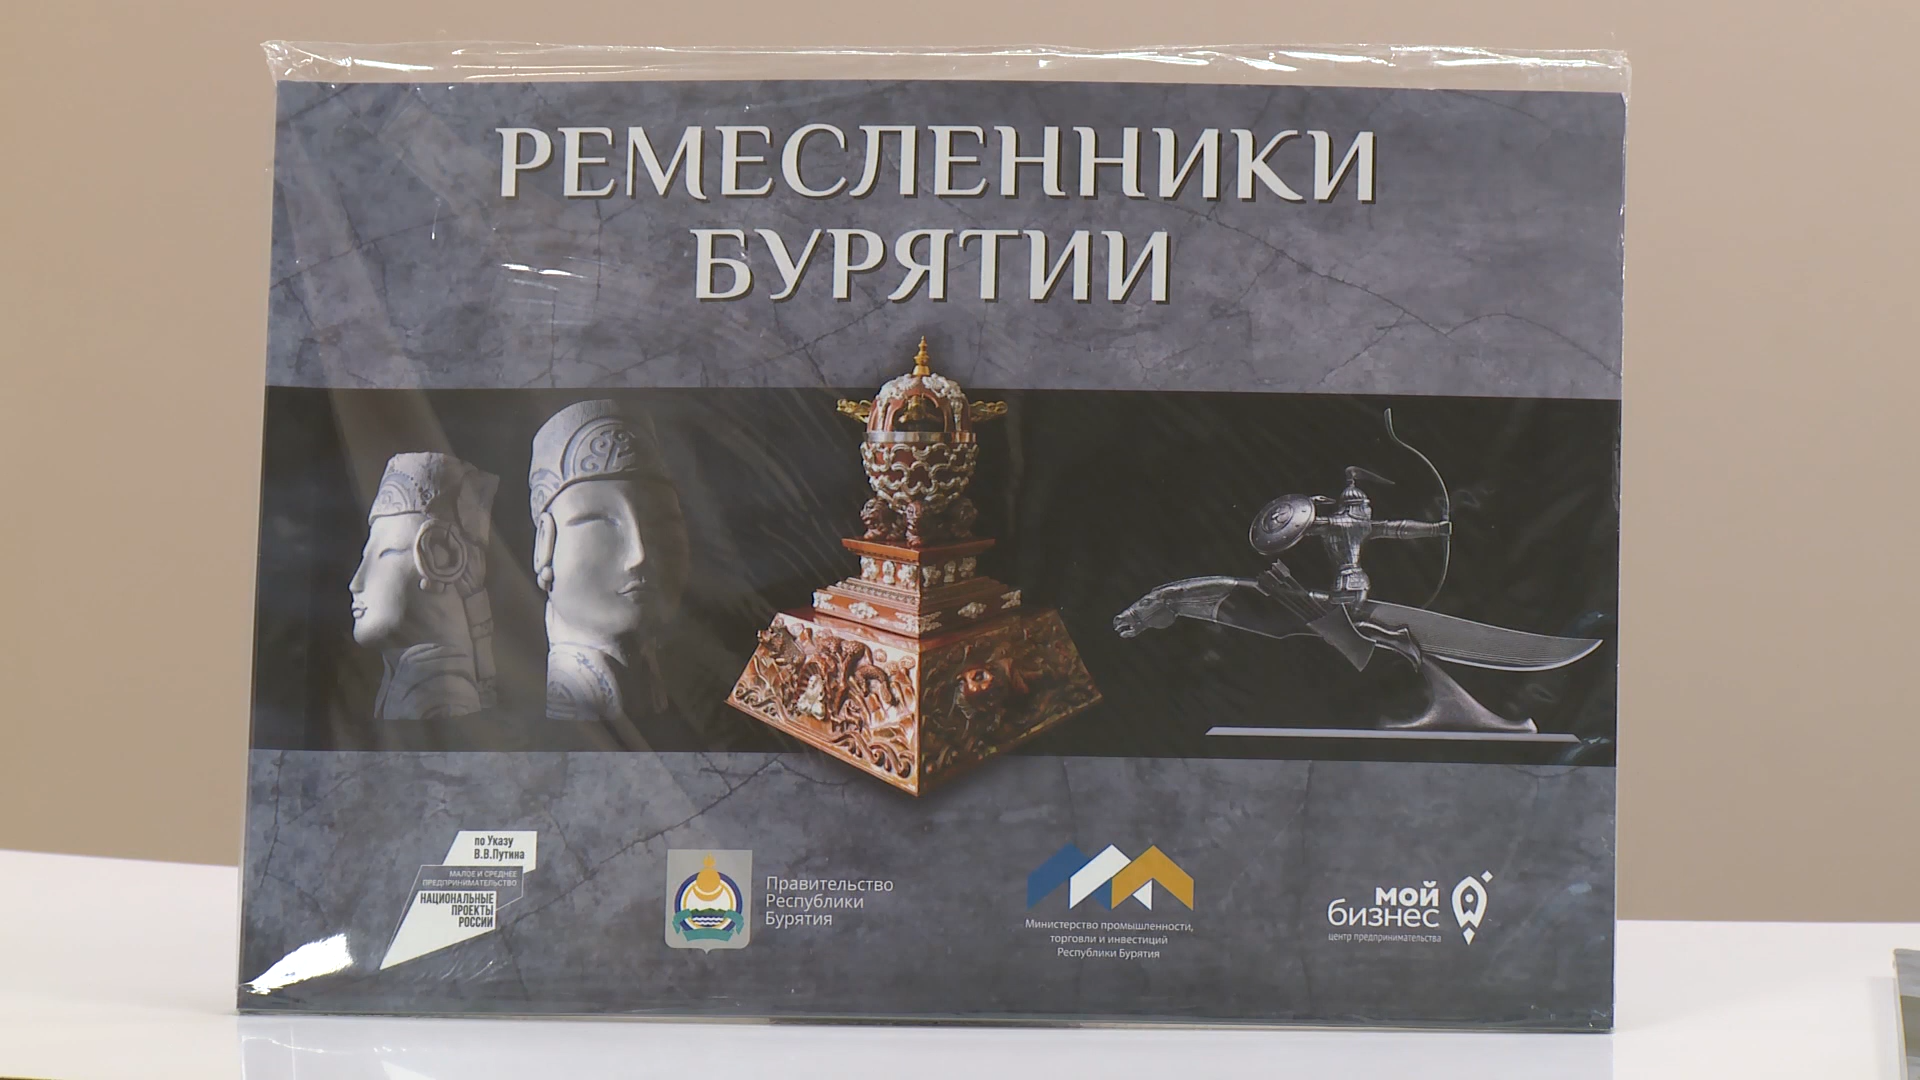 РЕМЕСЛЕННИКИ
БУРЯТИИ
по Указу
В.В.Путина
МАЛОЕ И СРЕДНЕЕ
ПРЕДПРИНИМАТЕЛЬСТВО
НАЦИОНАЛЬНЫЕ
ПРОЕКТЫ
РОССИИ
Правительство
Республики
Бурятия
Министерство промышленности,
торговли и инвестиций
Республики Бурятия
мой
бизнес
центр предпринимательства